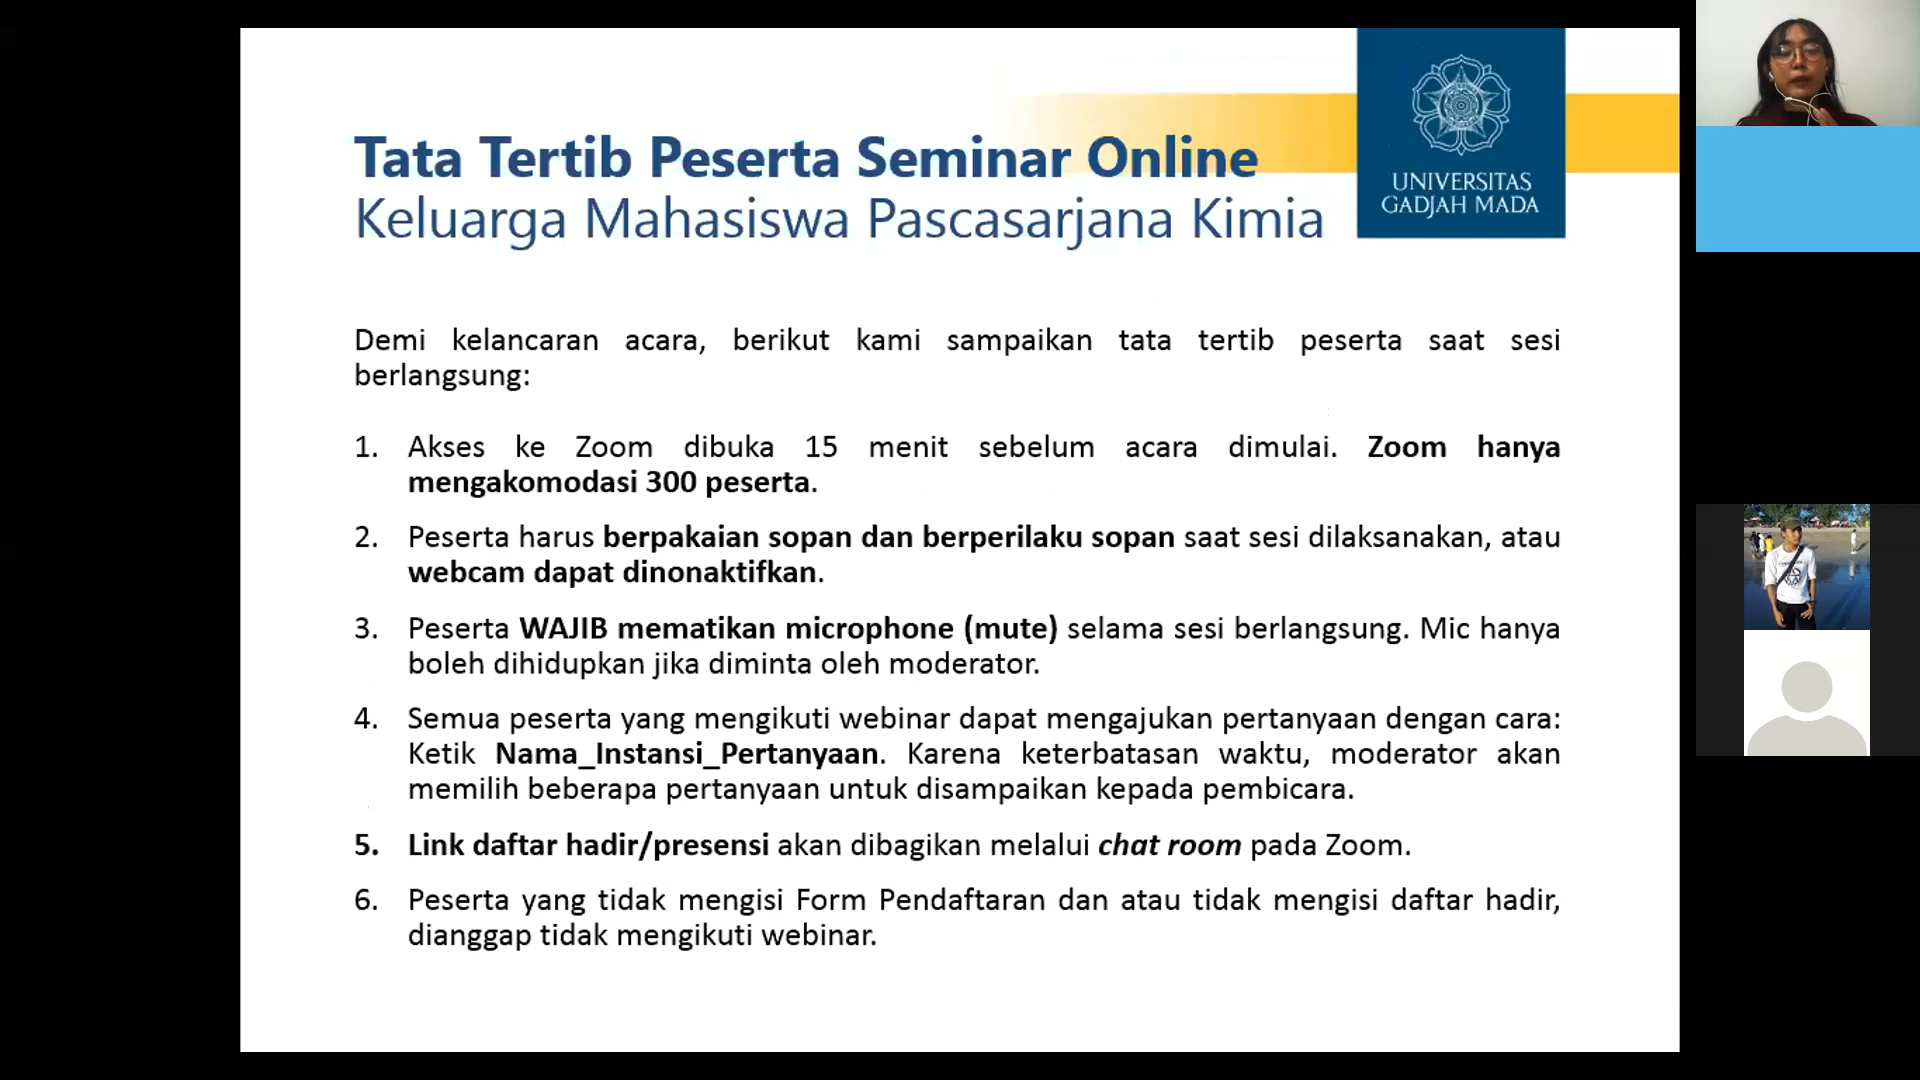 Tata Tertib Peserta Seminar Online
Keluarga Mahasiswa Pascasarjana Kimia
UNIVERSITAS
GADJAH MADA
Demi kelancaran acara, berikut kami sampaikan tata tertib peserta saat sesi
berlangsung:
1. Akses ke Zoom dibuka 15 menit sebelum acara dimulai. Zoom hanya
mengakomodasi 300 peserta.
2. Peserta harus berpakaian sopan dan berperilaku sopan saat sesi dilaksanakan, atau
webcam dapat dinonaktifkan.
3. Peserta WAJIB mematikan microphone (mute) selama sesi berlangsung. Mic hanya
boleh dihidupkan jika diminta oleh moderator.
4. Semua peserta yang mengikuti webinar dapat mengajukan pertanyaan dengan cara:
Ketik Nama_Instansi_Pertanyaan. Karena keterbatasan waktu, moderator akan
memilih beberapa pertanyaan untuk disampaikan kepada pembicara.
5. Link daftar hadir/presensi akan dibagikan melalui chat room pada Zoom.
6. Peserta yang tidak mengisi Form Pendaftaran dan atau tidak mengisi daftar hadir,
dianggap tidak mengikuti webinar.